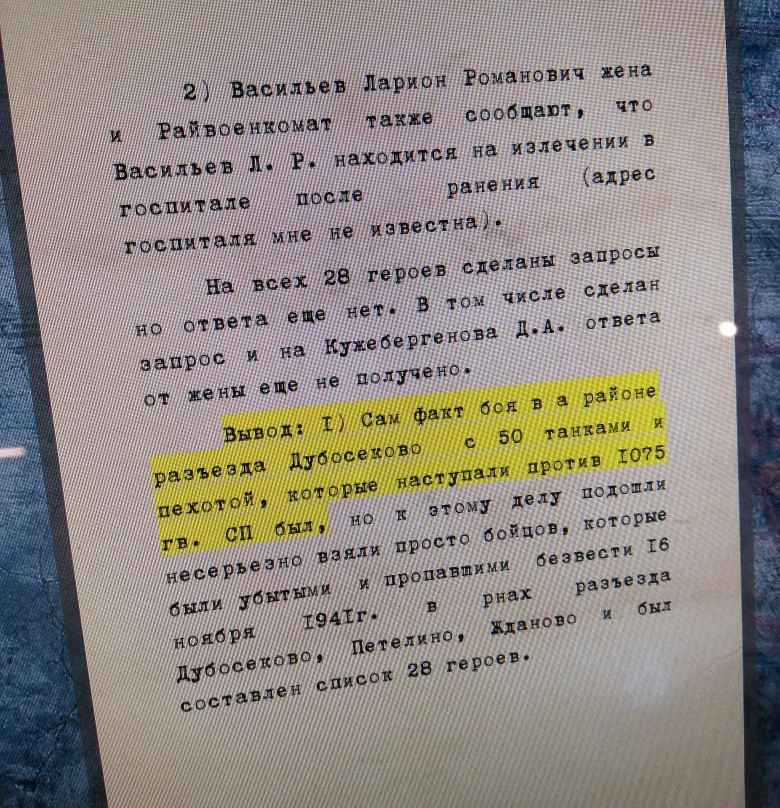 2) Васильев Ларион Романович жена
и Райвоенкомат также сообщают, что
Васильев Л. Р. находится на излечении в
госпитале после ранения (адрес
госпиталя мне не известна).
На всех 28 героев сделаны запросы
но ответа еще нет. В том числе сделан
запрос и на Кужебергенова Д.А. ответа
от жены еще не получено.
Вывод: I) Сам факт боя в а районе
разъезда Дубосеково с 50 танками и
пехотой, которые наступали против I075
гв. СП был, но к этому делу подошли
несерьезно взяли просто бойцов, которые
были убытыми и пропавшими безвести I6
ноября I94Iг. в рнах разъезда
Дубосеково, Петелино, Жданово и был
составлен список 28 героев.